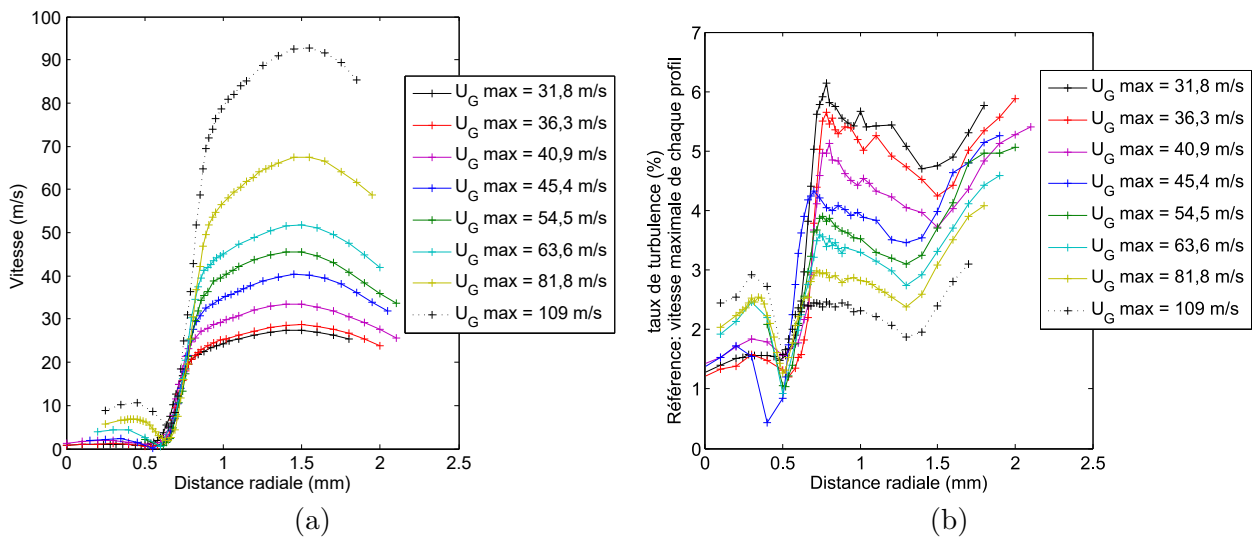 100
90
80
70
60
50
40
30
20
10
0
0
0.5
1
1.5
2
2.5
Vitesse (m/s)
Distance radiale (mm)
U_G max = 31,8 m/s
U_G max = 36,3 m/s
U_G max = 40,9 m/s
U_G max = 45,4 m/s
U_G max = 54,5 m/s
U_G max = 63,6 m/s
U_G max = 81,8 m/s
U_G max = 109 m/s
(a)
7
6
5
4
3
2
1
0
0
0.5
1
1.5
2
2.5
taux de turbulence (%)
Référence: vitesse maximale de chaque profil
Distance radiale (mm)
U_G max = 31,8 m/s
U_G max = 36,3 m/s
U_G max = 40,9 m/s
U_G max = 45,4 m/s
U_G max = 54,5 m/s
U_G max = 63,6 m/s
U_G max = 81,8 m/s
U_G max = 109 m/s
(b)